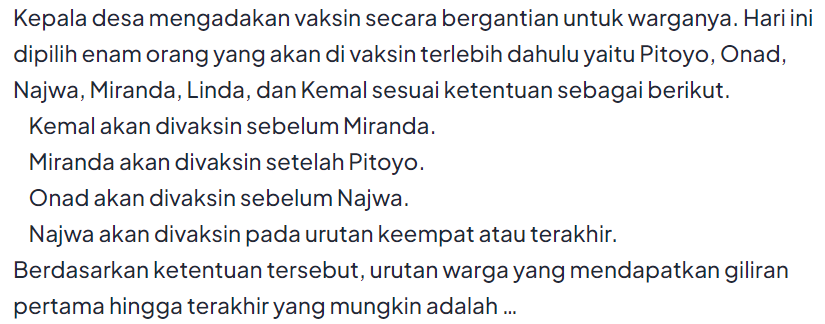 Kepala desa mengadakan vaksin secara bergantian untuk warganya. Hari ini
dipilih enam orang yang akan di vaksin terlebih dahulu yaitu Pitoyo, Onad,
Najwa, Miranda, Linda, dan Kemal sesuai ketentuan sebagai berikut.
Kemal akan divaksin sebelum Miranda.
Miranda akan divaksin setelah Pitoyo.
Onad akan divaksin sebelum Najwa.
Najwa akan divaksin pada urutan keempat atau terakhir.
Berdasarkan ketentuan tersebut, urutan warga yang mendapatkan giliran
pertama hingga terakhir yang mungkin adalah ...